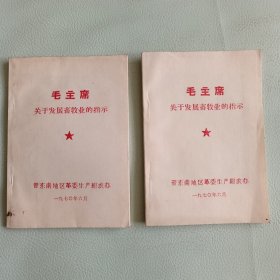 毛主席
关于发展畜牧业的指示
晋东南地区革委生产组农办
一九七〇年六月
毛主席
关于发展畜牧业的指示
晋东南地区革委生产组农办
一九七〇年六月